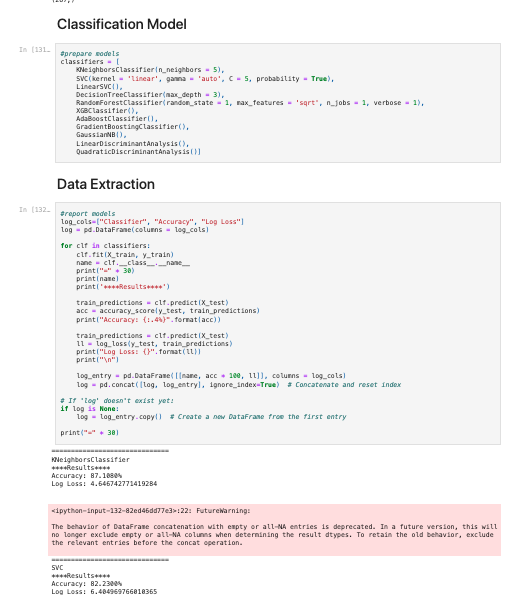 Classification Model
In [131…
#prepare models
classifiers = [
    KNeighborsClassifier(n_neighbors = 5),
    SVC(kernel = 'linear', gamma = 'auto', C = 5, probability = True),
    LinearSVC(),
    DecisionTreeClassifier(max_depth = 3),
    RandomForestClassifier(random_state = 1, max_features = 'sqrt', n_jobs = 1, verbose = 1),
    XGBClassifier(),
    AdaBoostClassifier(),
    GradientBoostingClassifier(),
    GaussianNB(),
    LinearDiscriminantAnalysis(),
    QuadraticDiscriminantAnalysis()]
Data Extraction
In [132…
#report models
log_cols=["Classifier", "Accuracy", "Log Loss"]
log = pd.DataFrame(columns = log_cols)
for clf in classifiers:
    clf.fit(X_train, y_train)
    name = clf.__class__.__name__
    print("=" * 30)
    print(name)
    print('****Results****')
    train_predictions = clf.predict(X_test)
    acc = accuracy_score(y_test, train_predictions)
    print("Accuracy: {:.4%}".format(acc))
    train_predictions = clf.predict(X_test)
    ll = log_loss(y_test, train_predictions)
    print("Log Loss: {}".format(ll))
    print("\n")
    log_entry = pd.DataFrame([[name, acc * 100, ll]], columns = log_cols)
    log = pd.concat([log, log_entry], ignore_index=True)  # Concatenate and reset index
# If 'log' doesn't exist yet:
if log is None:
    log = log_entry.copy()  # Create a new DataFrame from the first entry
print("=" * 30)
==============================
KNeighborsClassifier
****Results****
Accuracy: 87.1080%
Log Loss: 4.646742771419284
<ipython-input-132-82ed46dd77e3>:22: FutureWarning:
The behavior of DataFrame concatenation with empty or all-NA entries is deprecated. In a future version, this will
no longer exclude empty or all-NA columns when determining the result dtypes. To retain the old behavior, exclude
the relevant entries before the concat operation.
==============================
SVC
****Results****
Accuracy: 82.2300%
Log Loss: 6.404969766010365